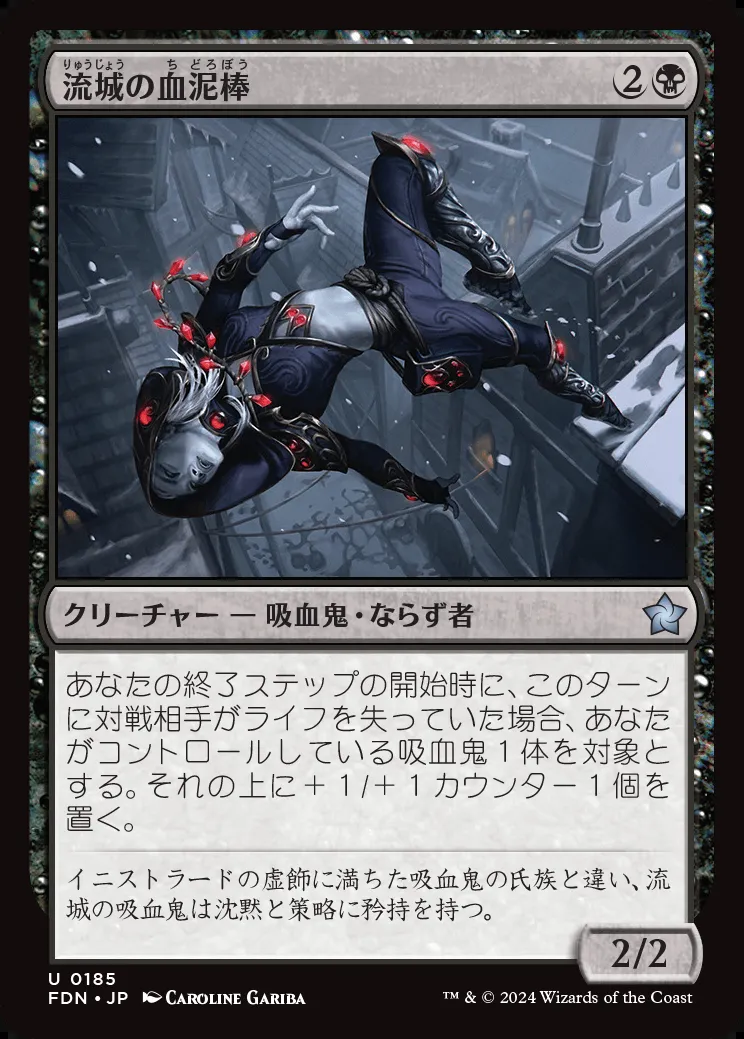 りゅうじょう ち どろぼう
流城の血泥棒 2
クリーチャー — 吸血鬼・ならず者
あなたの終了ステップの開始時に、このターン
に対戦相手がライフを失っていた場合、あなた
がコントロールしている吸血鬼１体を対象と
する。それの上に＋１/＋１カウンター１個を
置く。
イニストラードの虚飾に満ちた吸血鬼の氏族と違い、流
城の吸血鬼は沈黙と策略に矜持を持つ。
2/2
U 0185
FDN • JP CAROLINE GARIBA
™ & © 2024 Wizards of the Coast